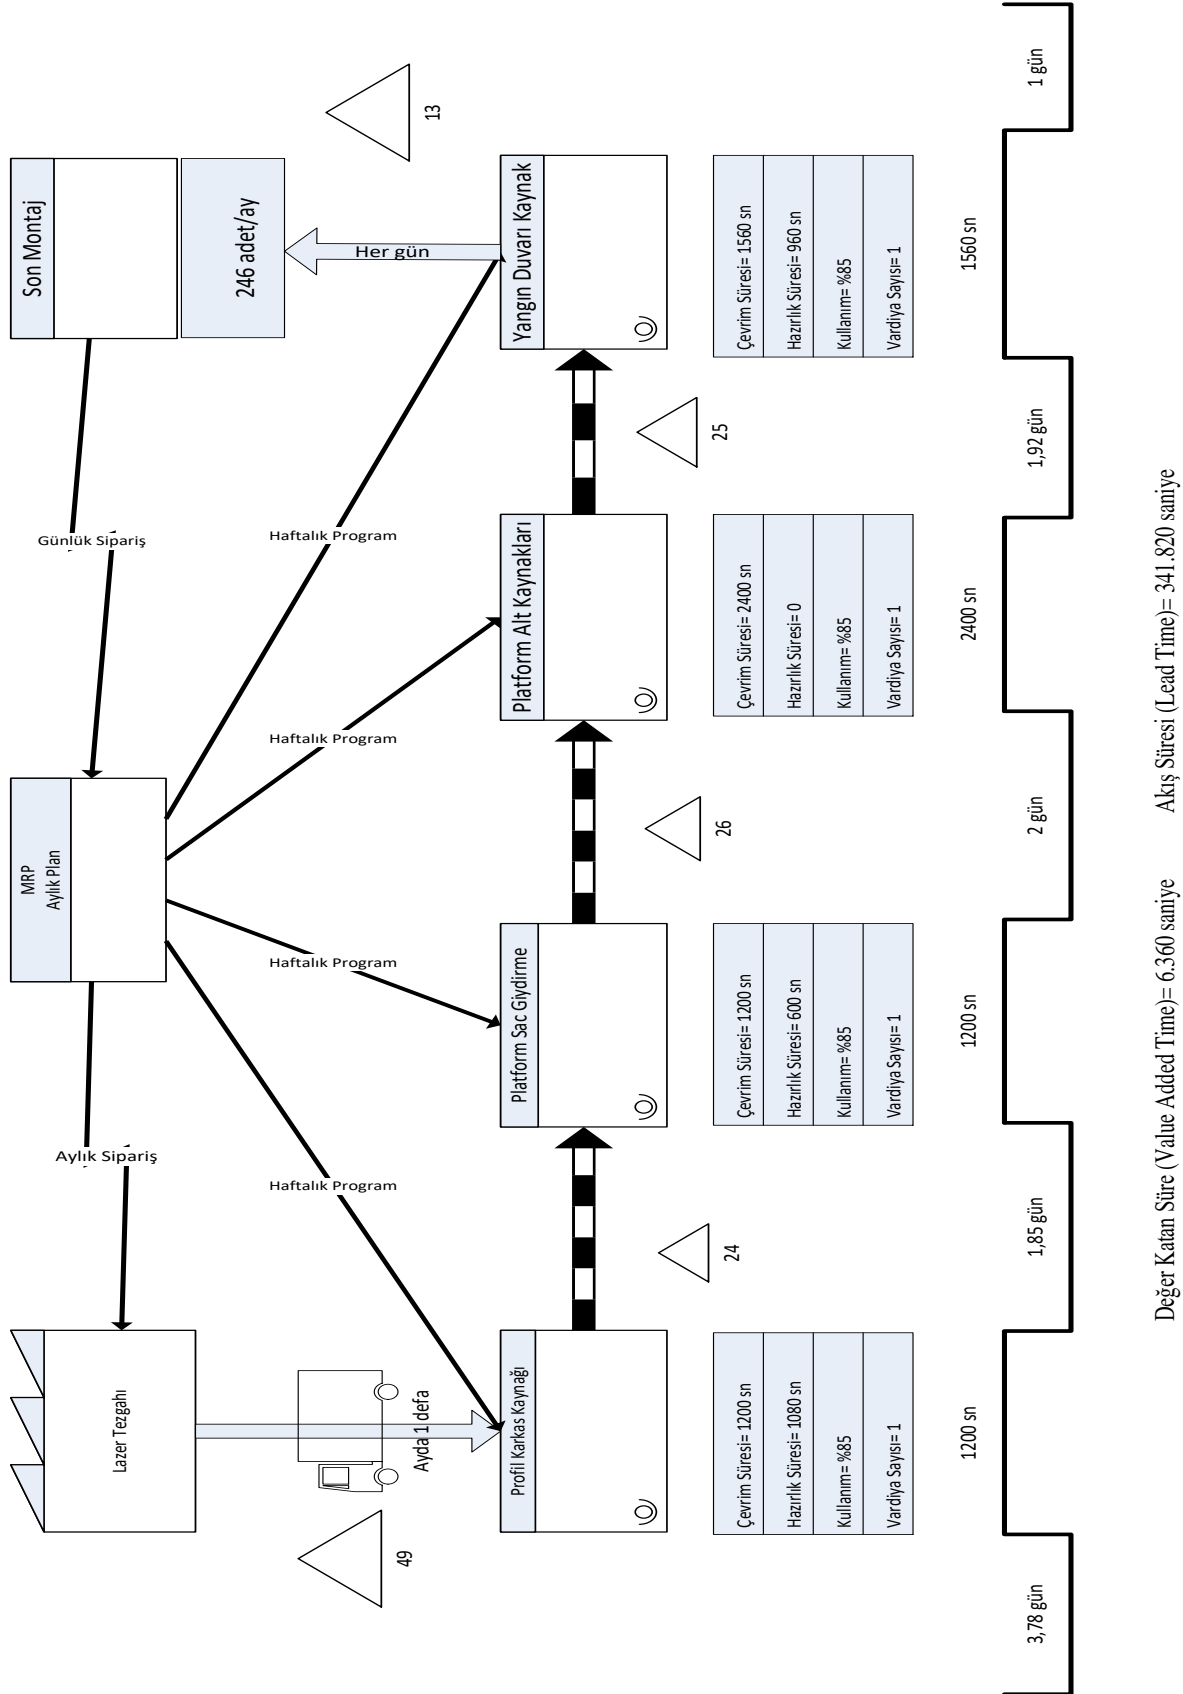 Lazer Tezgahı
Aylık Sipariş
MRP
Aylık Plan
Günlük Sipariş
Son Montaj
246 adet/ay
49
Ayda 1 defa
Haftalık Program
Haftalık Program
Haftalık Program
Haftalık Program
Her gün
13
Profil Karkas Kaynağı
24
Platform Sac Giydirme
26
Platform Alt Kaynakları
25
Yangın Duvarı Kaynak
Çevrim Süresi= 1200 sn
Hazırlık Süresi= 1080 sn
Kullanım= %85
Vardiya Sayısı= 1
Çevrim Süresi= 1200 sn
Hazırlık Süresi= 600 sn
Kullanım= %85
Vardiya Sayısı= 1
Çevrim Süresi= 2400 sn
Hazırlık Süresi= 0
Kullanım= %85
Vardiya Sayısı= 1
Çevrim Süresi= 1560 sn
Hazırlık Süresi= 960 sn
Kullanım= %85
Vardiya Sayısı= 1
3,78 gün
1200 sn
1,85 gün
1200 sn
2 gün
2400 sn
1,92 gün
1560 sn
1 gün
Değer Katan Süre (Value Added Time)= 6.360 saniye
Akış Süresi (Lead Time)= 341.820 saniye